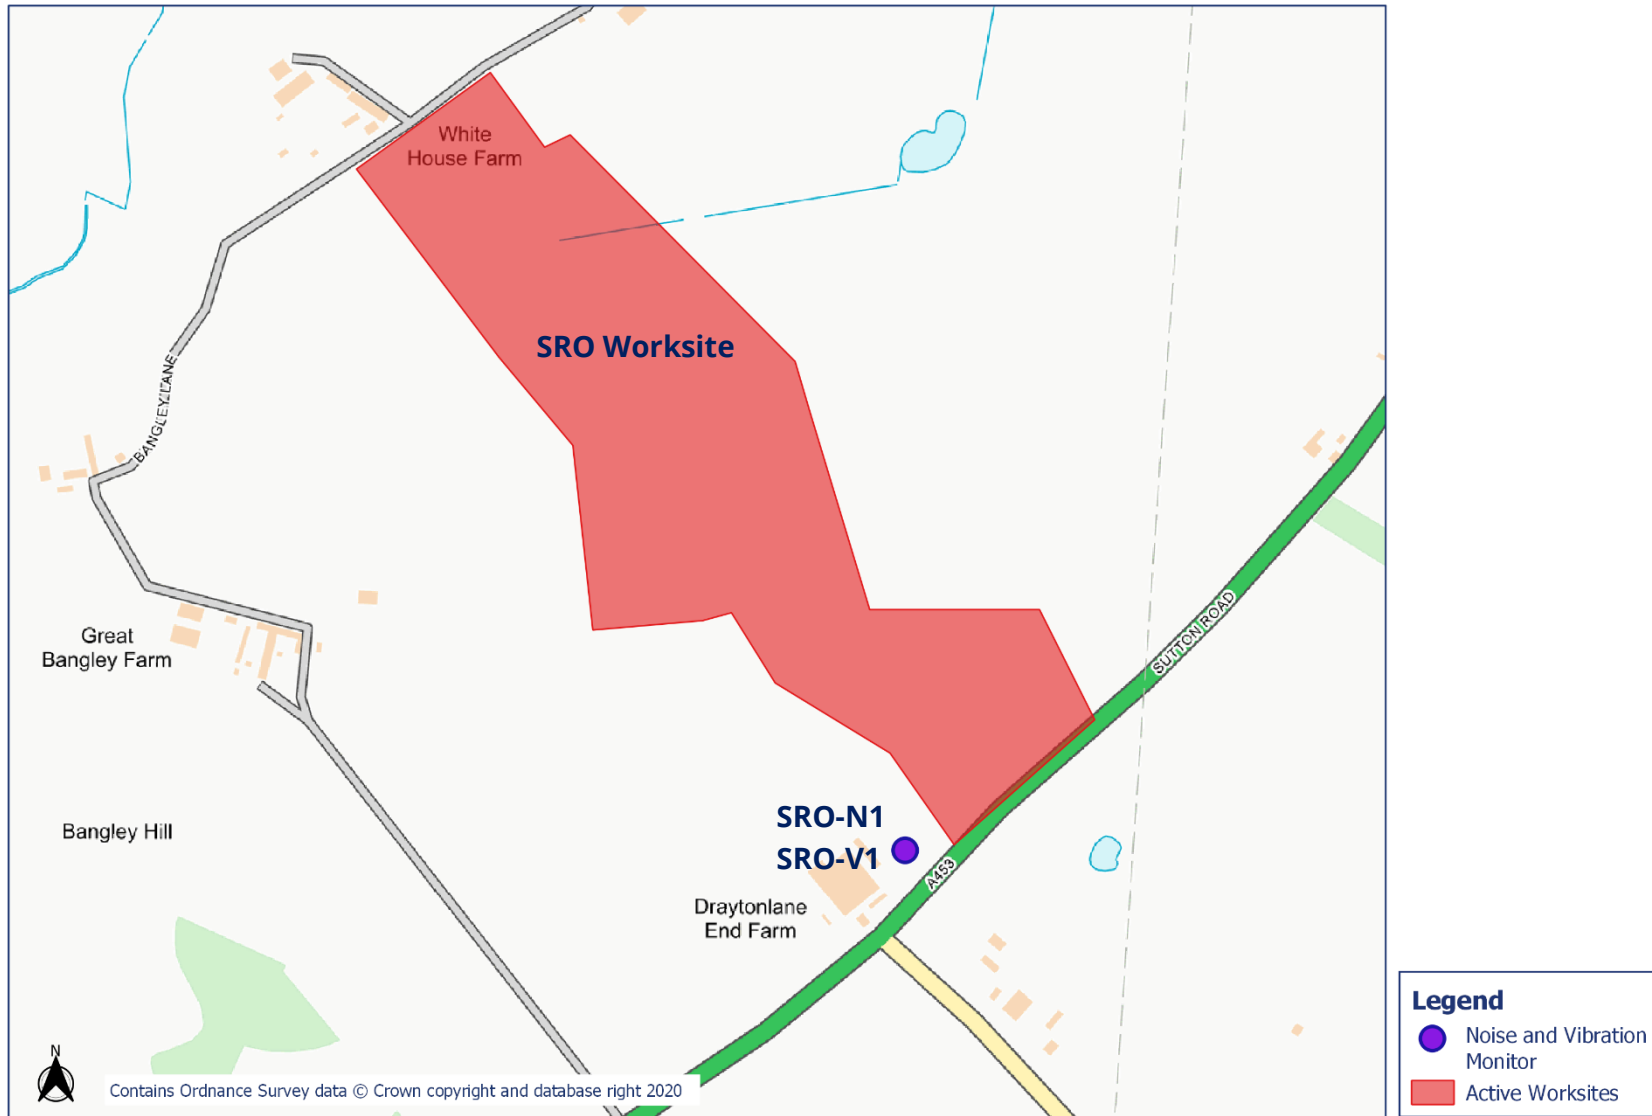 White
House Farm
SRO Worksite
BANGLEY LANE
SUTTON ROAD
Great
Bangley Farm
Bangley Hill
SRO-N1
SRO-V1
A453
Draytonlane
End Farm
N
Contains Ordnance Survey data © Crown copyright and database right 2020
Legend
Noise and Vibration
Monitor
Active Worksites